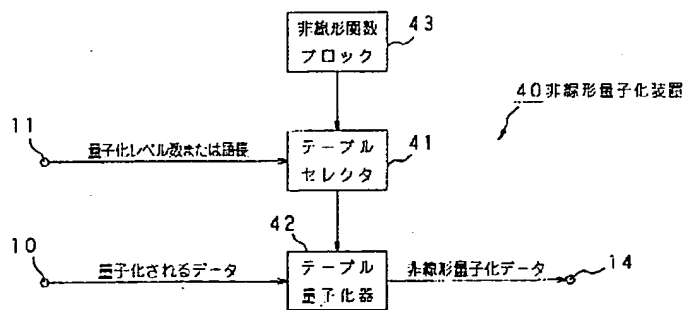 非線形関数
ブロック
43
40非線形量子化装置
11
量子化レベル数または語長
テーブル
セレクタ
41
42
10
量子化されるデータ
テーブル
量子化器
非線形量子化データ
14